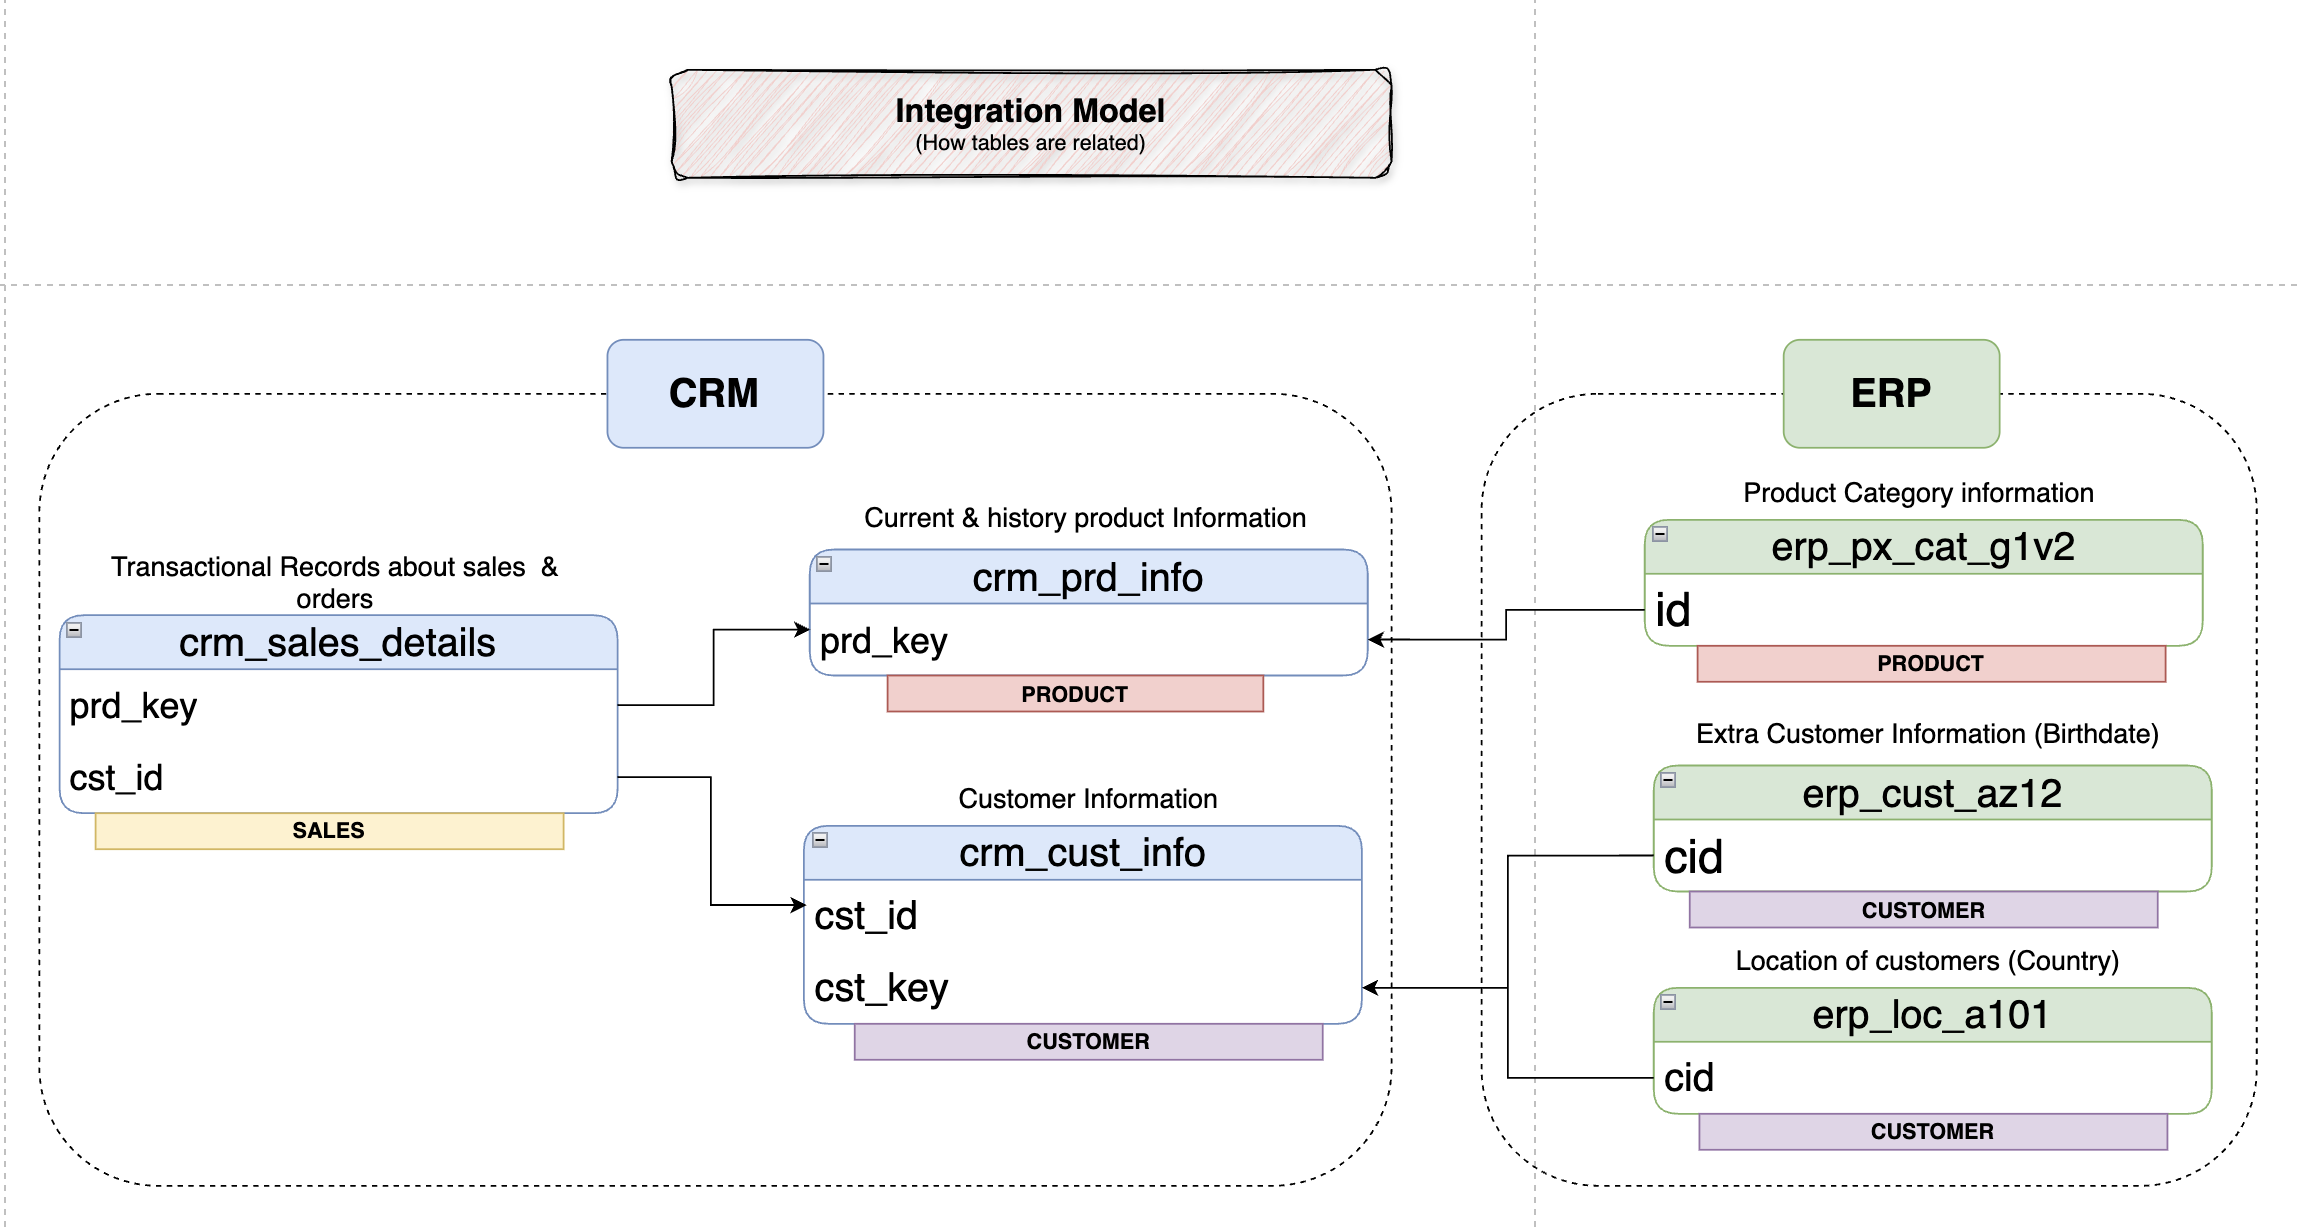 Integration Model
(How tables are related)
CRM
ERP
Transactional Records about sales & 
orders
crm_sales_details
prd_key
cst_id
SALES
Current & history product Information
crm_prd_info
prd_key
PRODUCT
Customer Information
crm_cust_info
cst_id
cst_key
CUSTOMER
Product Category information
erp_px_cat_g1v2
id
PRODUCT
Extra Customer Information (Birthdate)
erp_cust_az12
cid
CUSTOMER
Location of customers (Country)
erp_loc_a101
cid
CUSTOMER